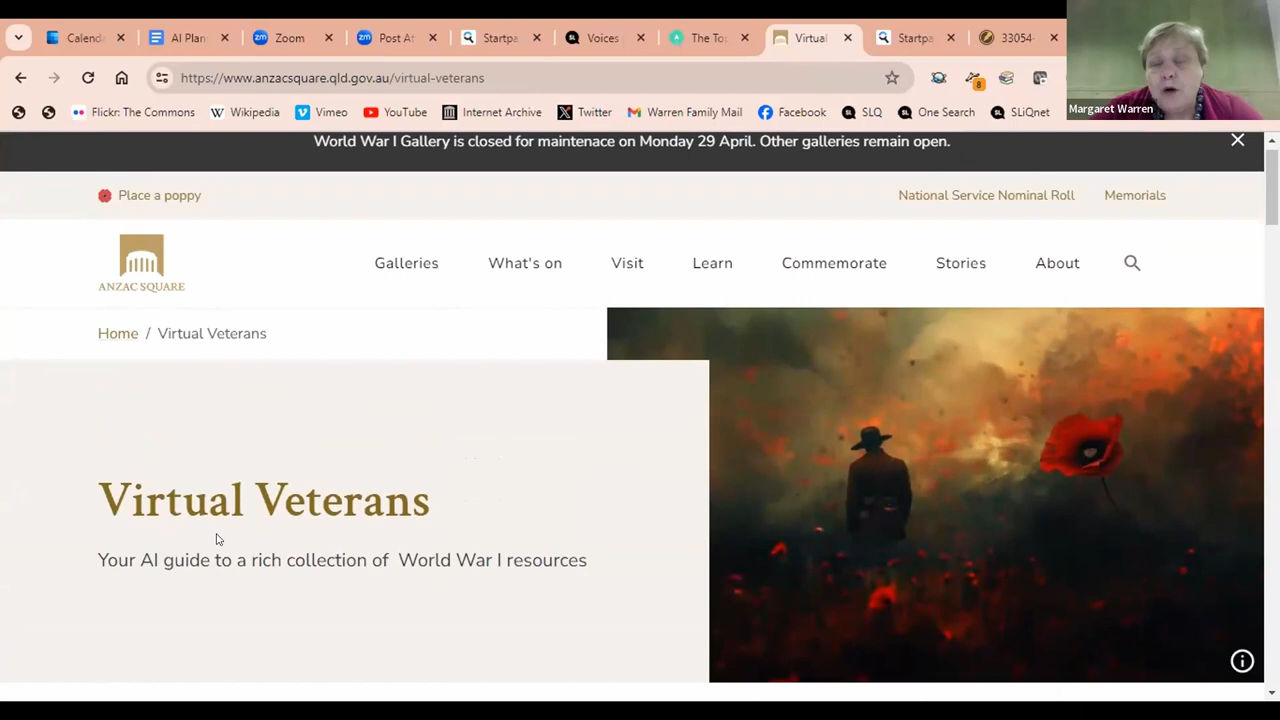 Calenda
AI Plan
Zoom
Post At
Startpa
Voices
The Top
Virtual
Startpa
33054-
https://www.anzacsquare.qld.gov.au/virtual-veterans
8
Flickr: The Commons
Wikipedia
Vimeo
YouTube
Internet Archive
Twitter
Warren Family Mail
Facebook
SLQ
One Search
SLiQnet
Margaret Warren
World War I Gallery is closed for maintenace on Monday 29 April. Other galleries remain open.
Place a poppy
National Service Nominal Roll
Memorials
ANZAC SQUARE
Galleries
What's on
Visit
Learn
Commemorate
Stories
About
Home / Virtual Veterans
Virtual Veterans
Your AI guide to a rich collection of World War I resources